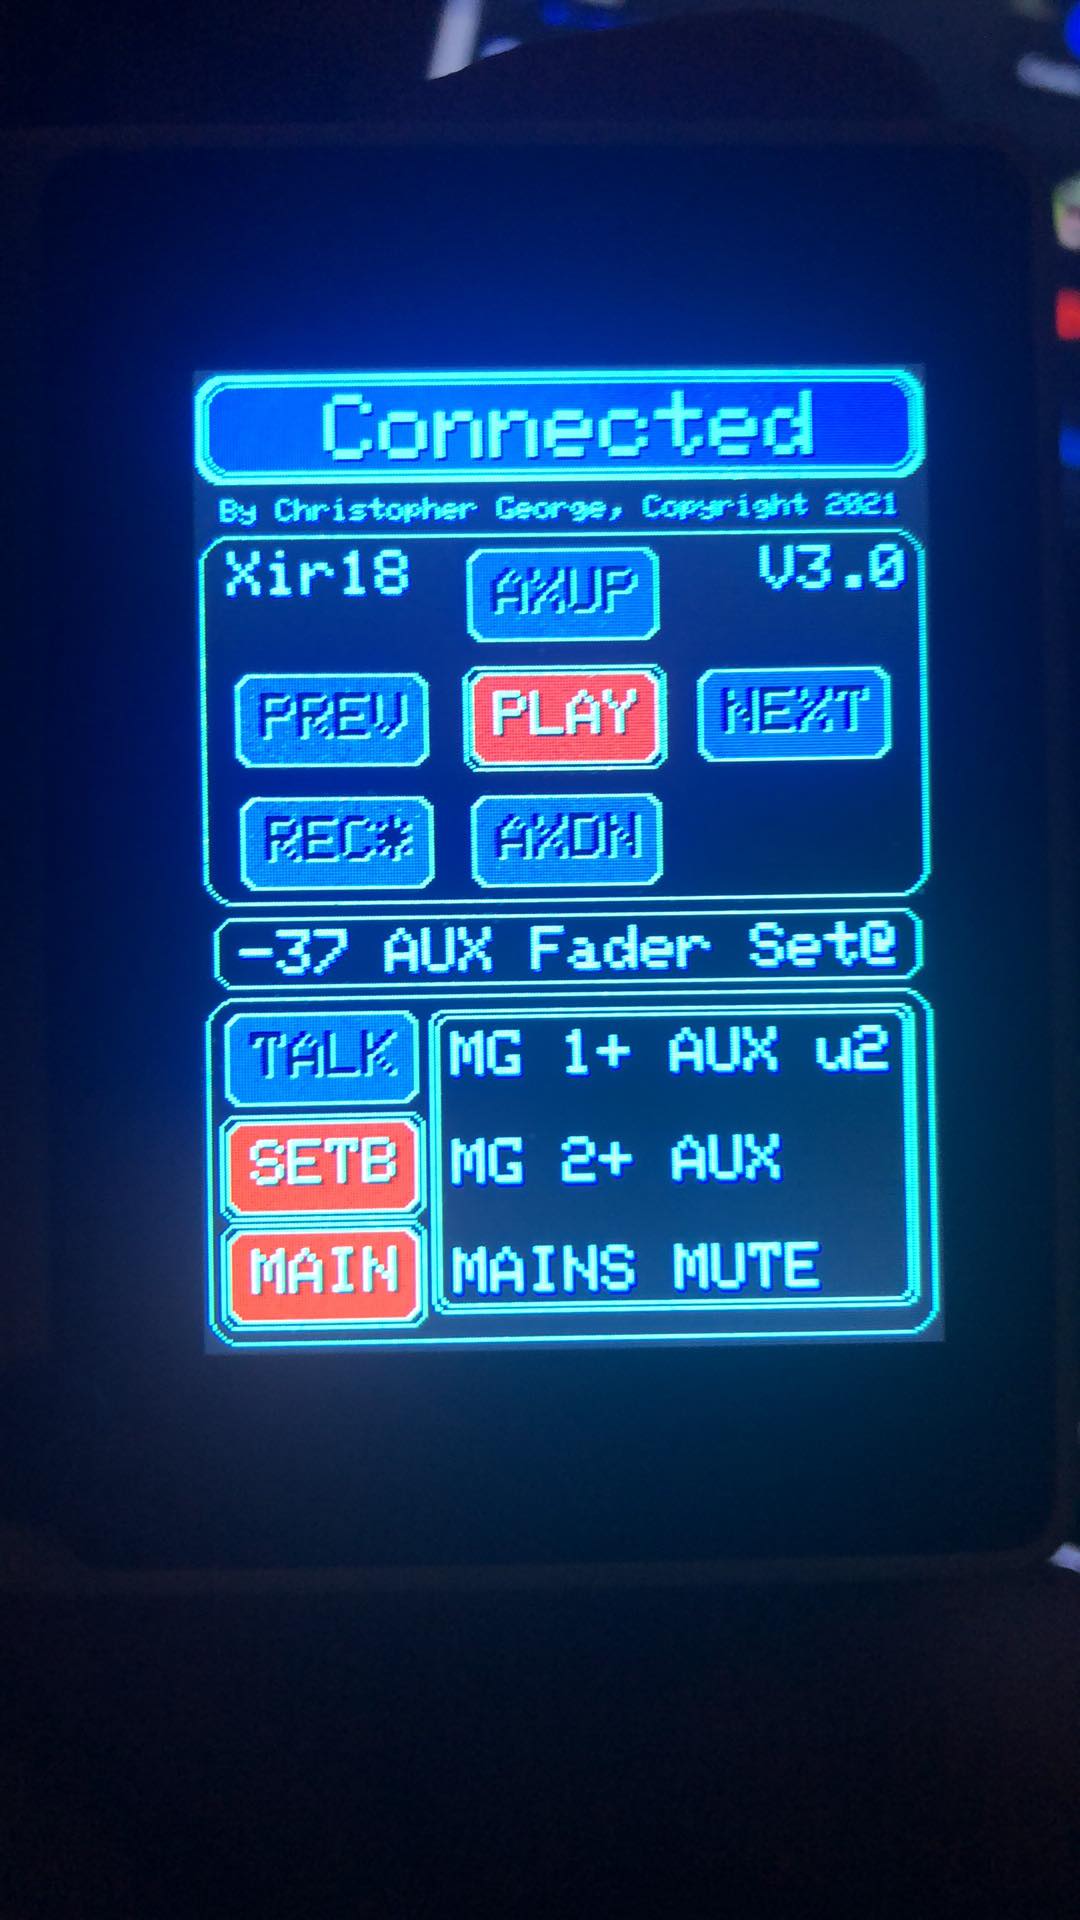 Connected
By Christopher George, Copyright 2021
Xir18 AXUP V3.0
PREV PLAY NEXT
REC* AXDN
-37 AUX Fader Set@
TALK MG 1+ AUX u2
SETB MG 2+ AUX
MAIN MAINS MUTE